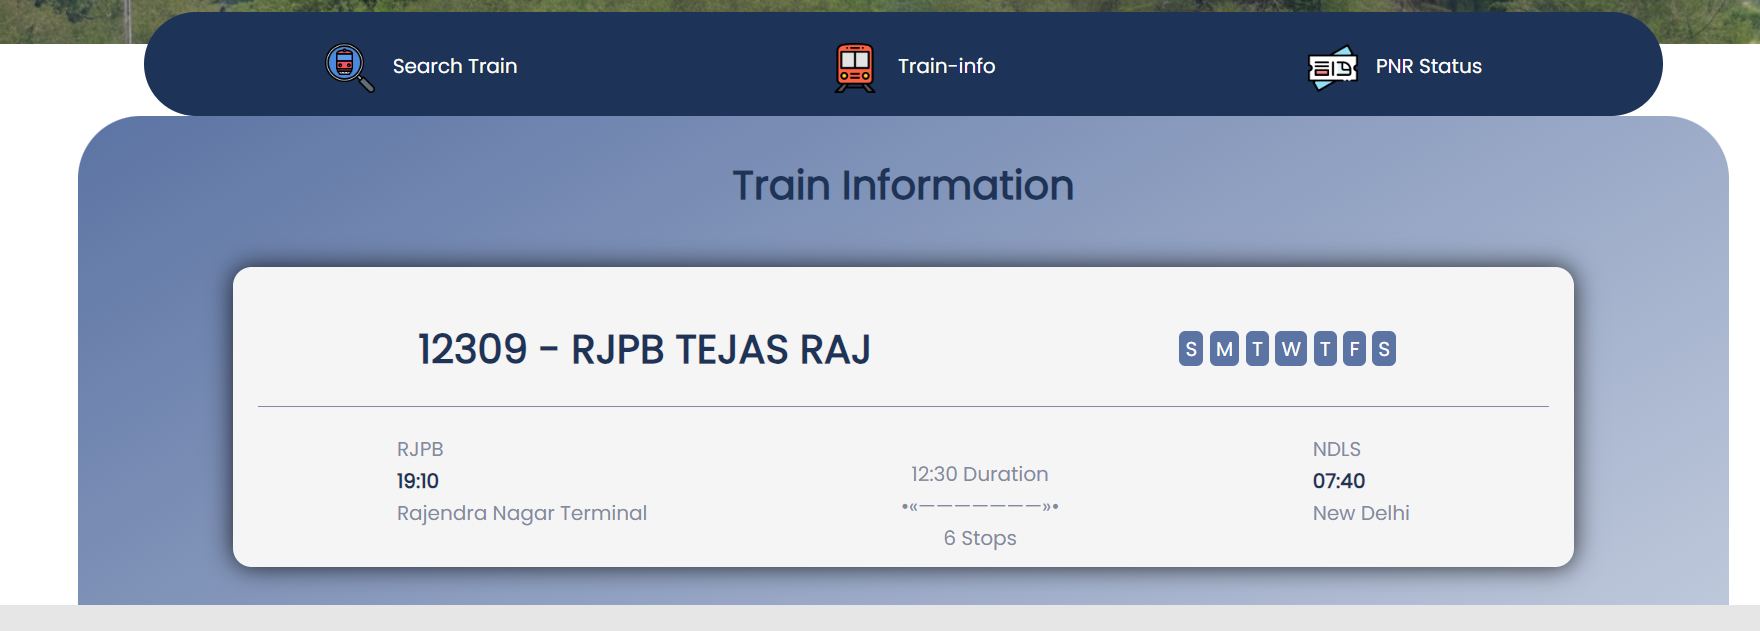 Search Train
Train-info
PNR Status
Train Information
12309 - RJPB TEJAS RAJ
S M T W T F S
RJPB
19:10
Rajendra Nagar Terminal
12:30 Duration
•«———————»•
6 Stops
NDLS
07:40
New Delhi